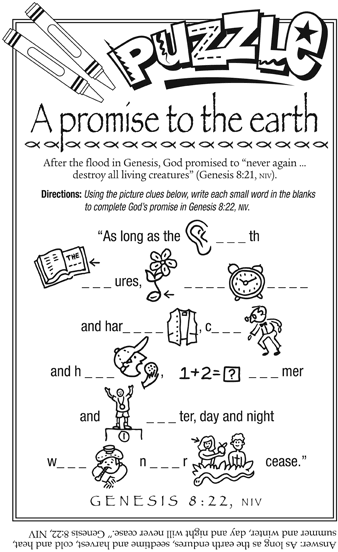 PUZZLE
A promise to the earth
After the flood in Genesis, God promised to “never again ...
destroy all living creatures” (Genesis 8:21, NIV).
Directions: Using the picture clues below, write each small word in the blanks
to complete God’s promise in Genesis 8:22, NIV.
“As long as the _ _ _ th
THE
_ _ _ ures, _ _ _ _ _ _ _ _
and har_ _ _ _, c_ _ _
and h _ _ _, 1+2=? _ _ _ mer
1
and _ _ _ ter, day and night
w_ _ _ n _ _ _ r cease.”
GENESIS 8:22, NIV
Answer: As long as the earth endures, seedtime and harvest, cold and heat,
summer and winter, day and night will never cease.” Genesis 8:22, NIV